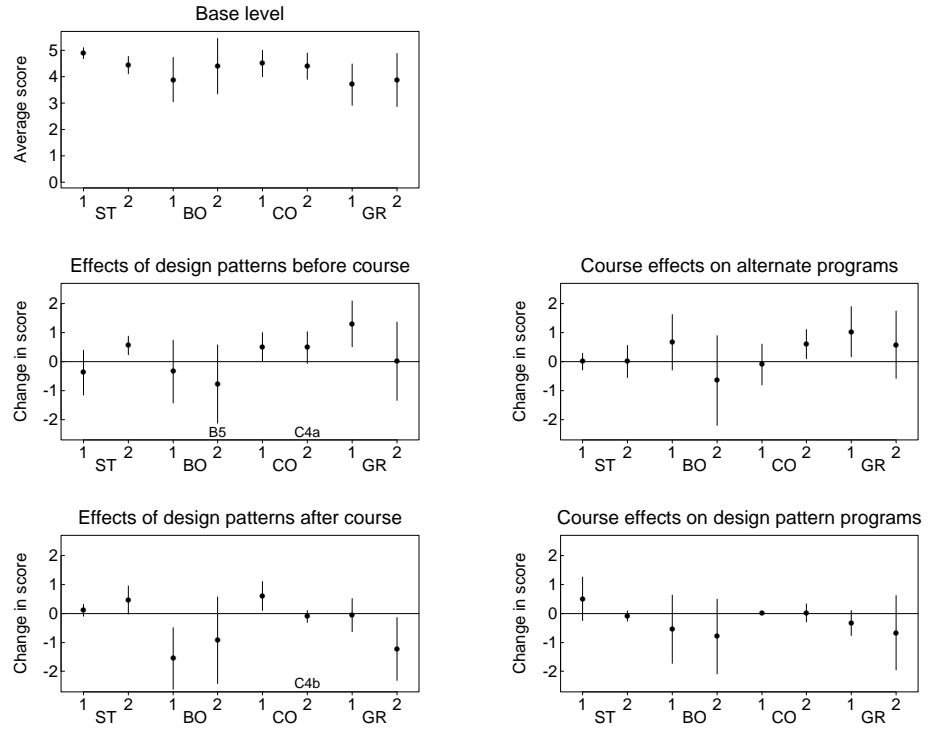 Base level
Average score
5
4
3
2
1
0
1 2 1 2 1 2 1 2
ST BO CO GR
Effects of design patterns before course
Change in score
2
1
0
-1
-2
B5 C4a
1 2 1 2 1 2 1 2
ST BO CO GR
Course effects on alternate programs
Change in score
2
1
0
-1
-2
1 2 1 2 1 2 1 2
ST BO CO GR
Effects of design patterns after course
Change in score
2
1
0
-1
-2
C4b
1 2 1 2 1 2 1 2
ST BO CO GR
Course effects on design pattern programs
Change in score
2
1
0
-1
-2
1 2 1 2 1 2 1 2
ST BO CO GR